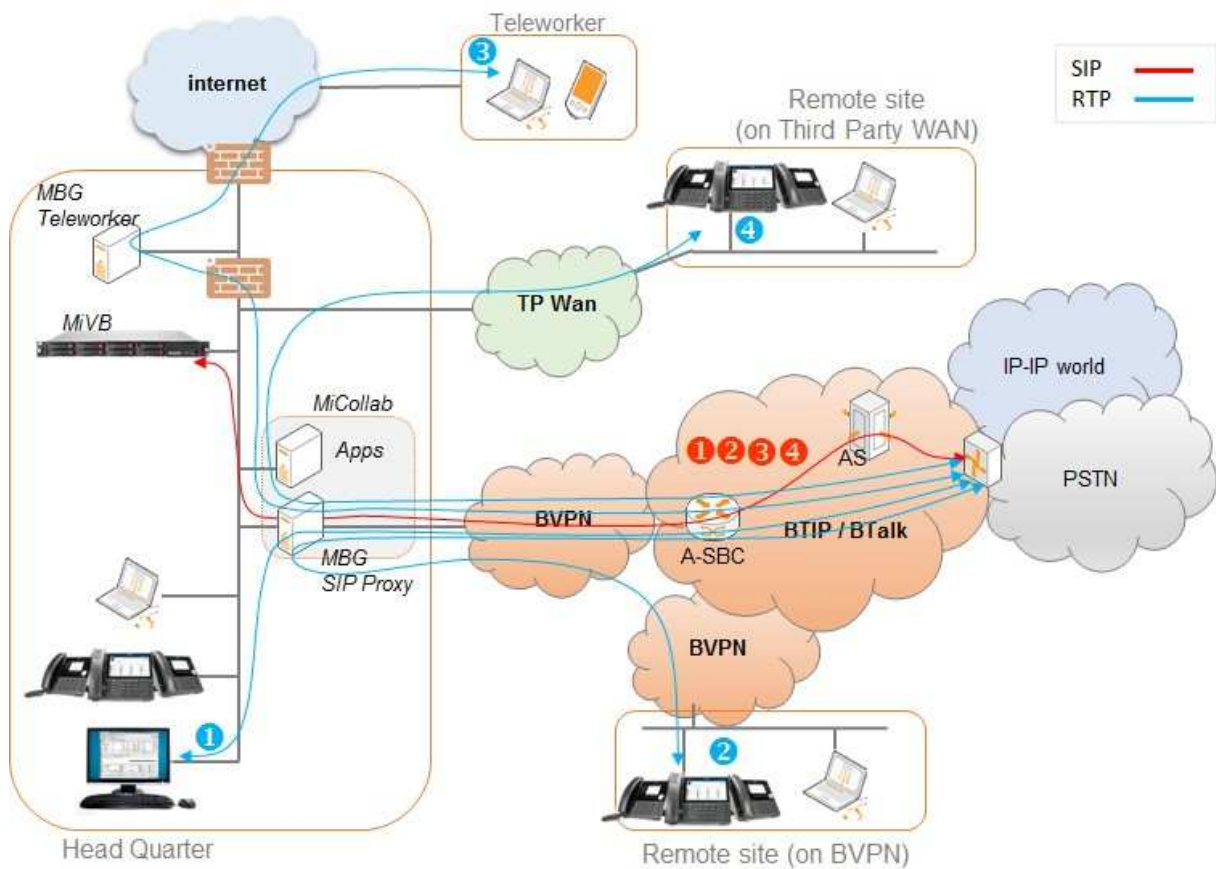 Teleworker
3
internet
SIP
RTP
Remote site
(on Third Party WAN)
MBG
Teleworker
4
TP Wan
MiVB
IP-IP world
MiCollab
Apps
1 2 3 4
AS
PSTN
BVPN
BTIP / BTalk
A-SBC
MBG
SIP Proxy
BVPN
1
2
Head Quarter
Remote site (on BVPN)